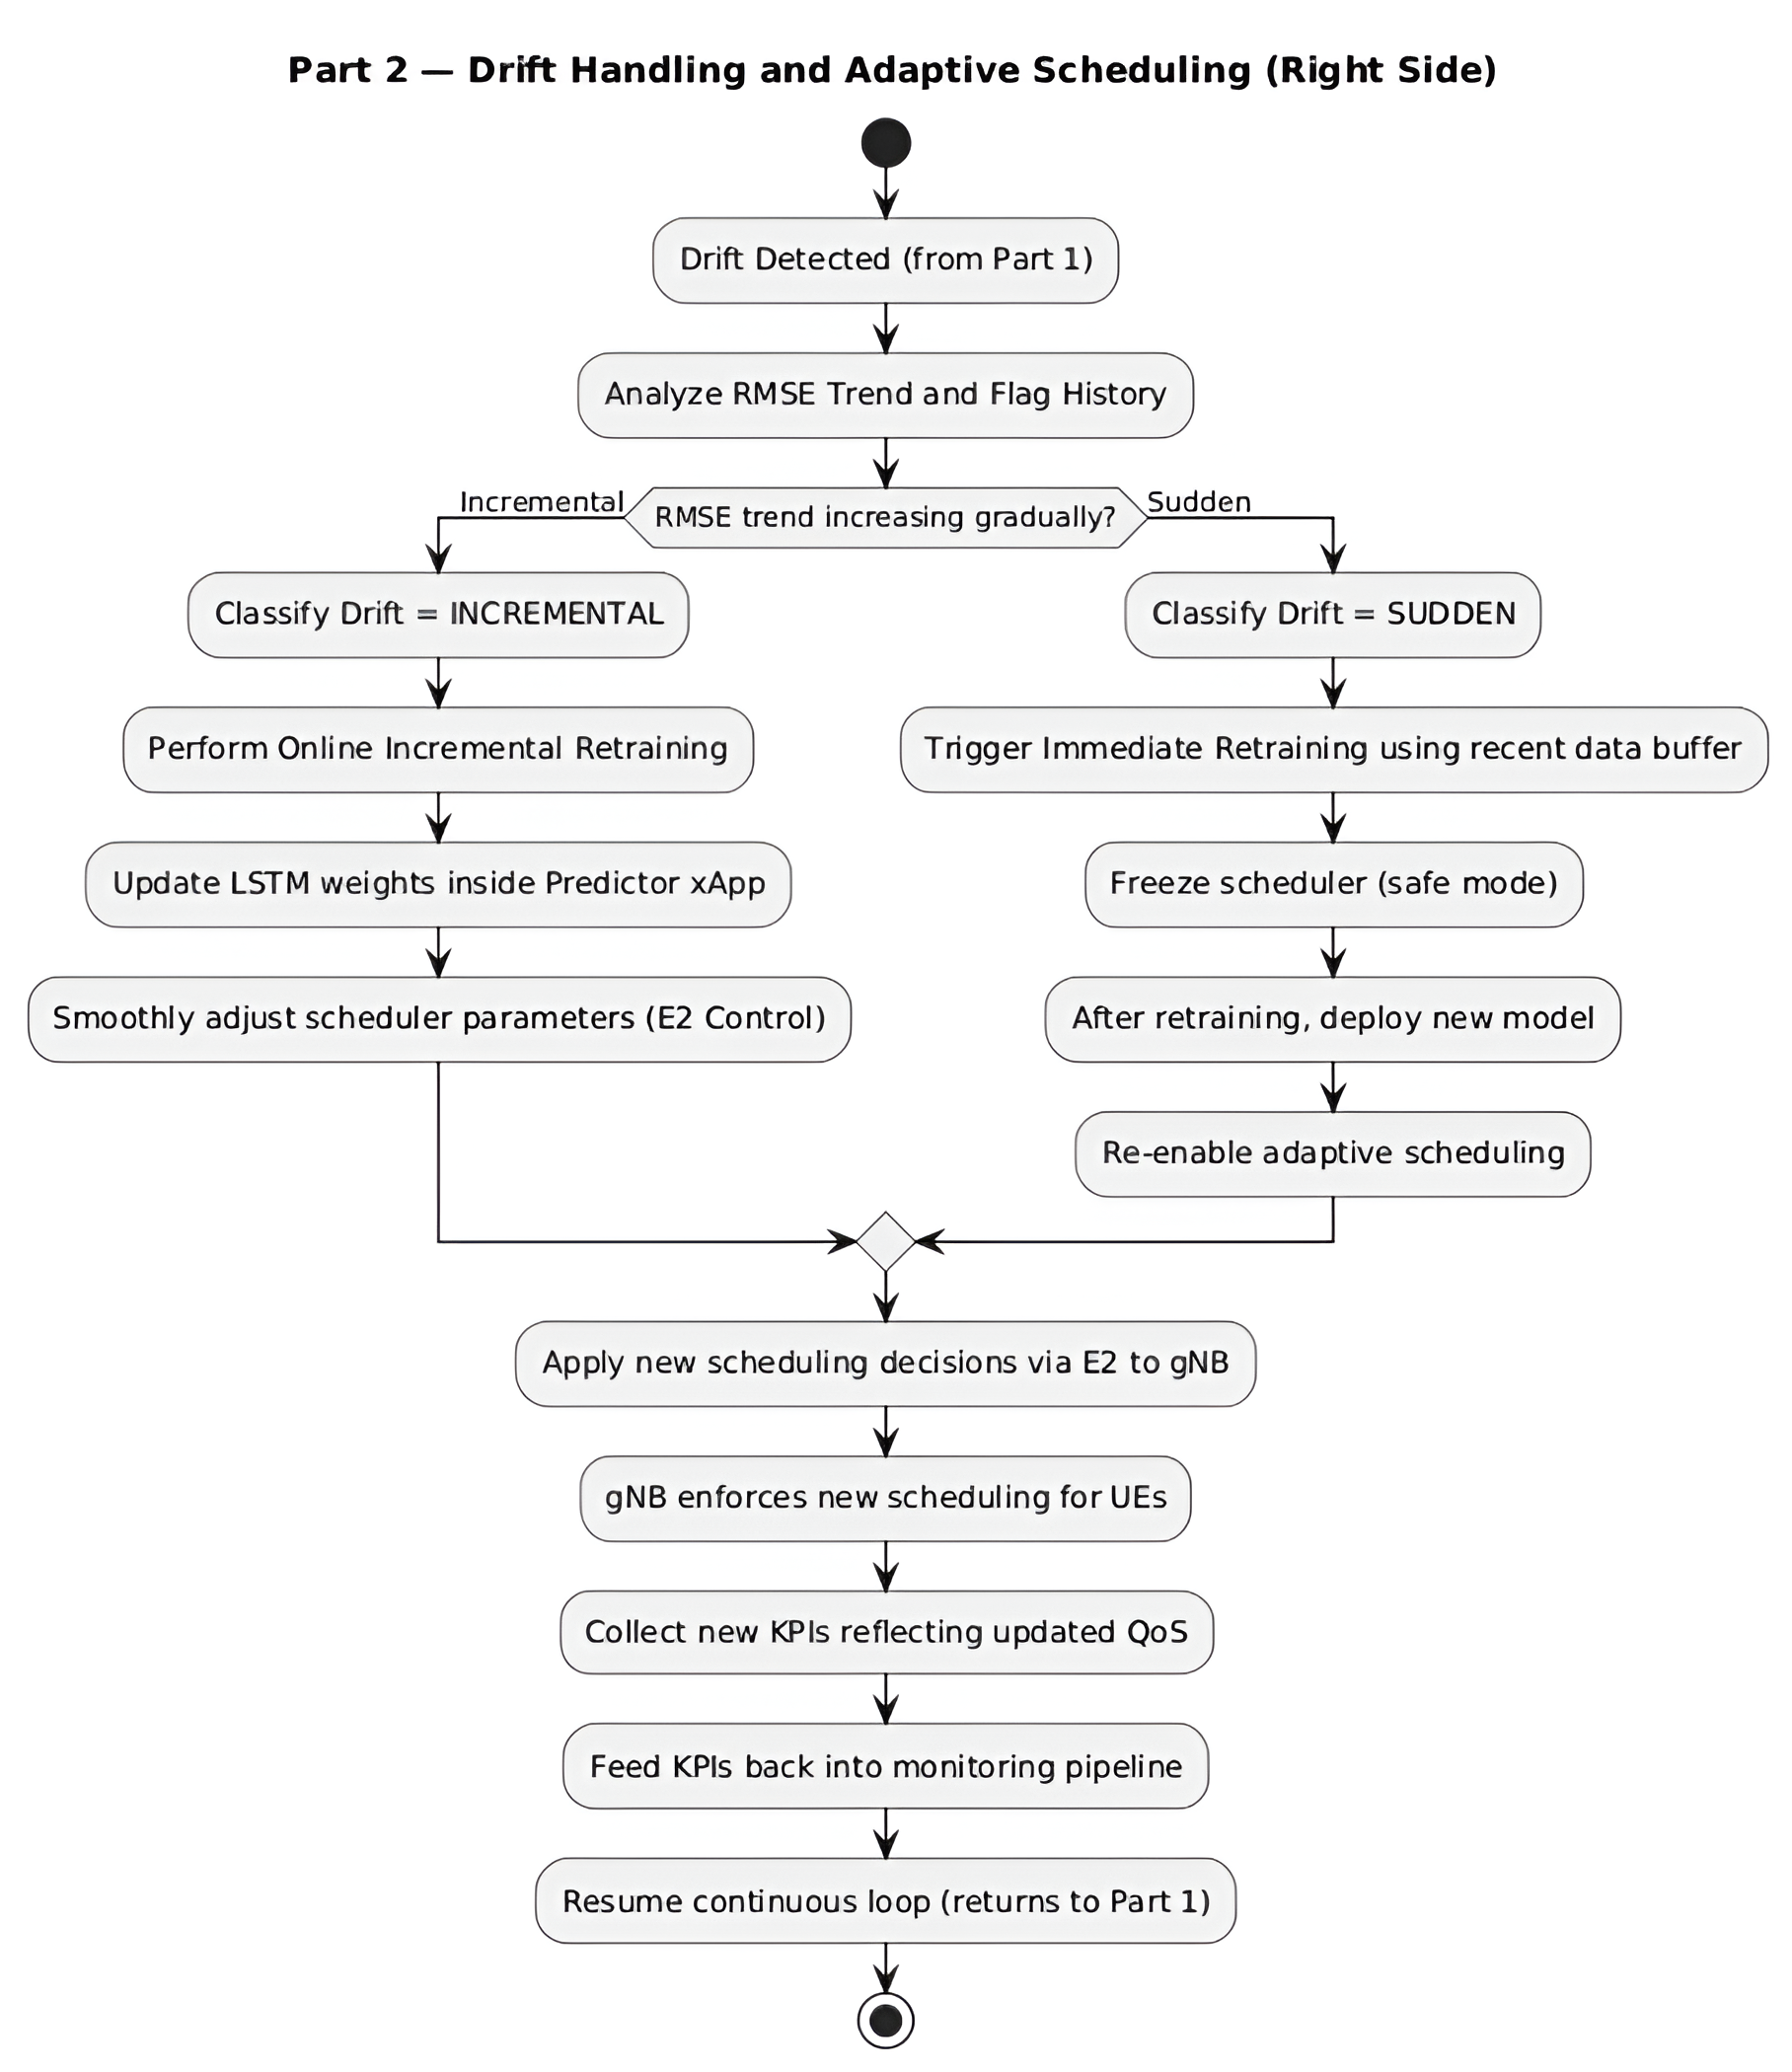 Part 2 — Drift Handling and Adaptive Scheduling (Right Side)
Drift Detected (from Part 1)
Analyze RMSE Trend and Flag History
RMSE trend increasing gradually?
Incremental
Classify Drift = INCREMENTAL
Perform Online Incremental Retraining
Update LSTM weights inside Predictor xApp
Smoothly adjust scheduler parameters (E2 Control)
Sudden
Classify Drift = SUDDEN
Trigger Immediate Retraining using recent data buffer
Freeze scheduler (safe mode)
After retraining, deploy new model
Re-enable adaptive scheduling
Apply new scheduling decisions via E2 to gNB
gNB enforces new scheduling for UEs
Collect new KPIs reflecting updated QoS
Feed KPIs back into monitoring pipeline
Resume continuous loop (returns to Part 1)